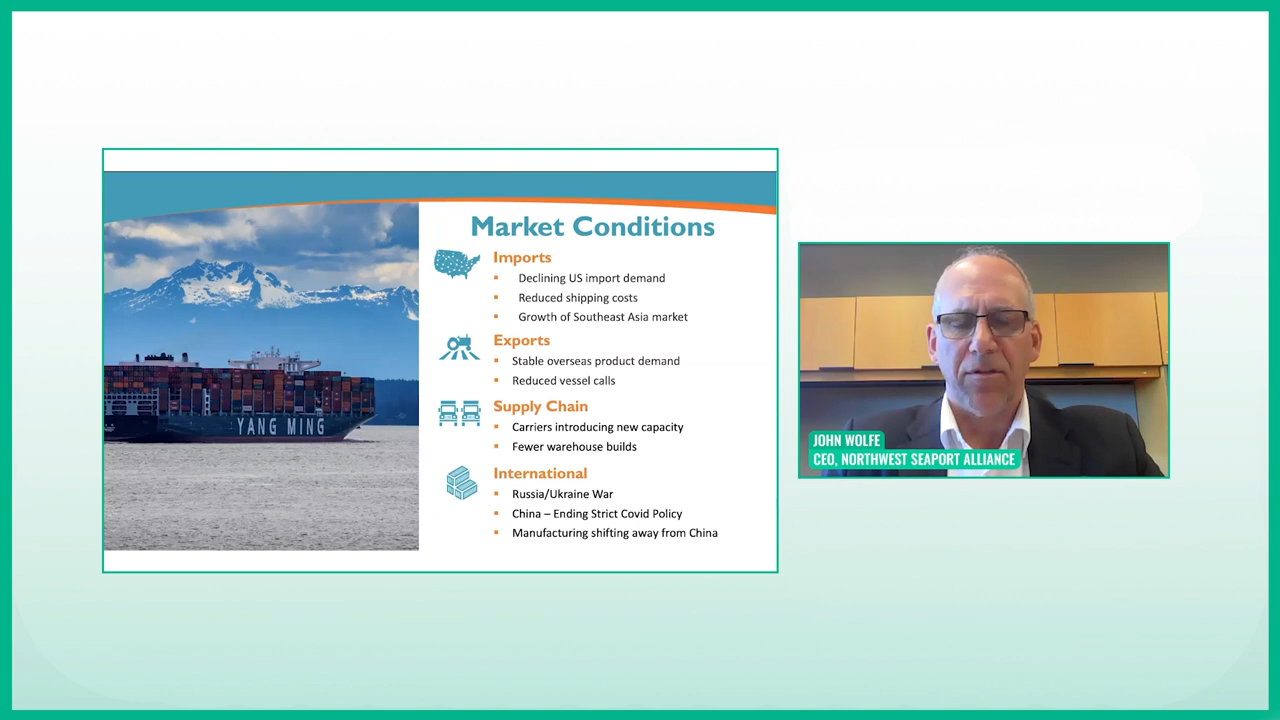 Market Conditions
Imports
Declining US import demand
Reduced shipping costs
Growth of Southeast Asia market
Exports
Stable overseas product demand
Reduced vessel calls
Supply Chain
Carriers introducing new capacity
Fewer warehouse builds
International
Russia/Ukraine War
China – Ending Strict Covid Policy
Manufacturing shifting away from China
YANG MING
JOHN WOLFE
CEO, NORTHWEST SEAPORT ALLIANCE